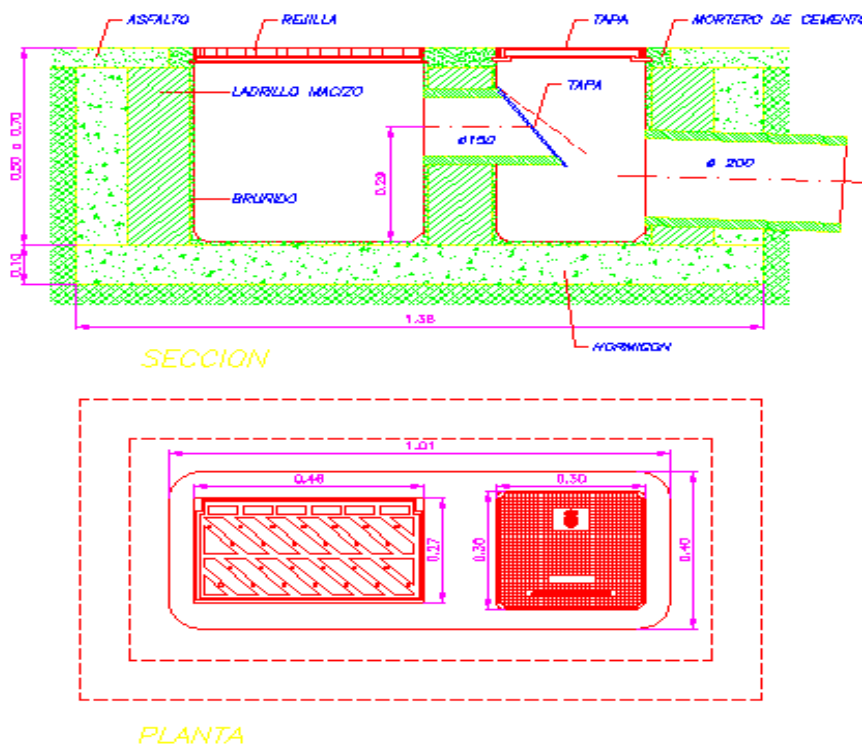 ASFALTO
REJILLA
TAPA
MORTERO DE CEMENTO
LADRILLO MACIZO
TAPA
0.50 a 0.70
ø150
ø 200
0.29
BRUÑIDO
0.10
1.38
HORMIGON
SECCION
1.01
0.46
0.30
0.27
0.30
0.40
PLANTA